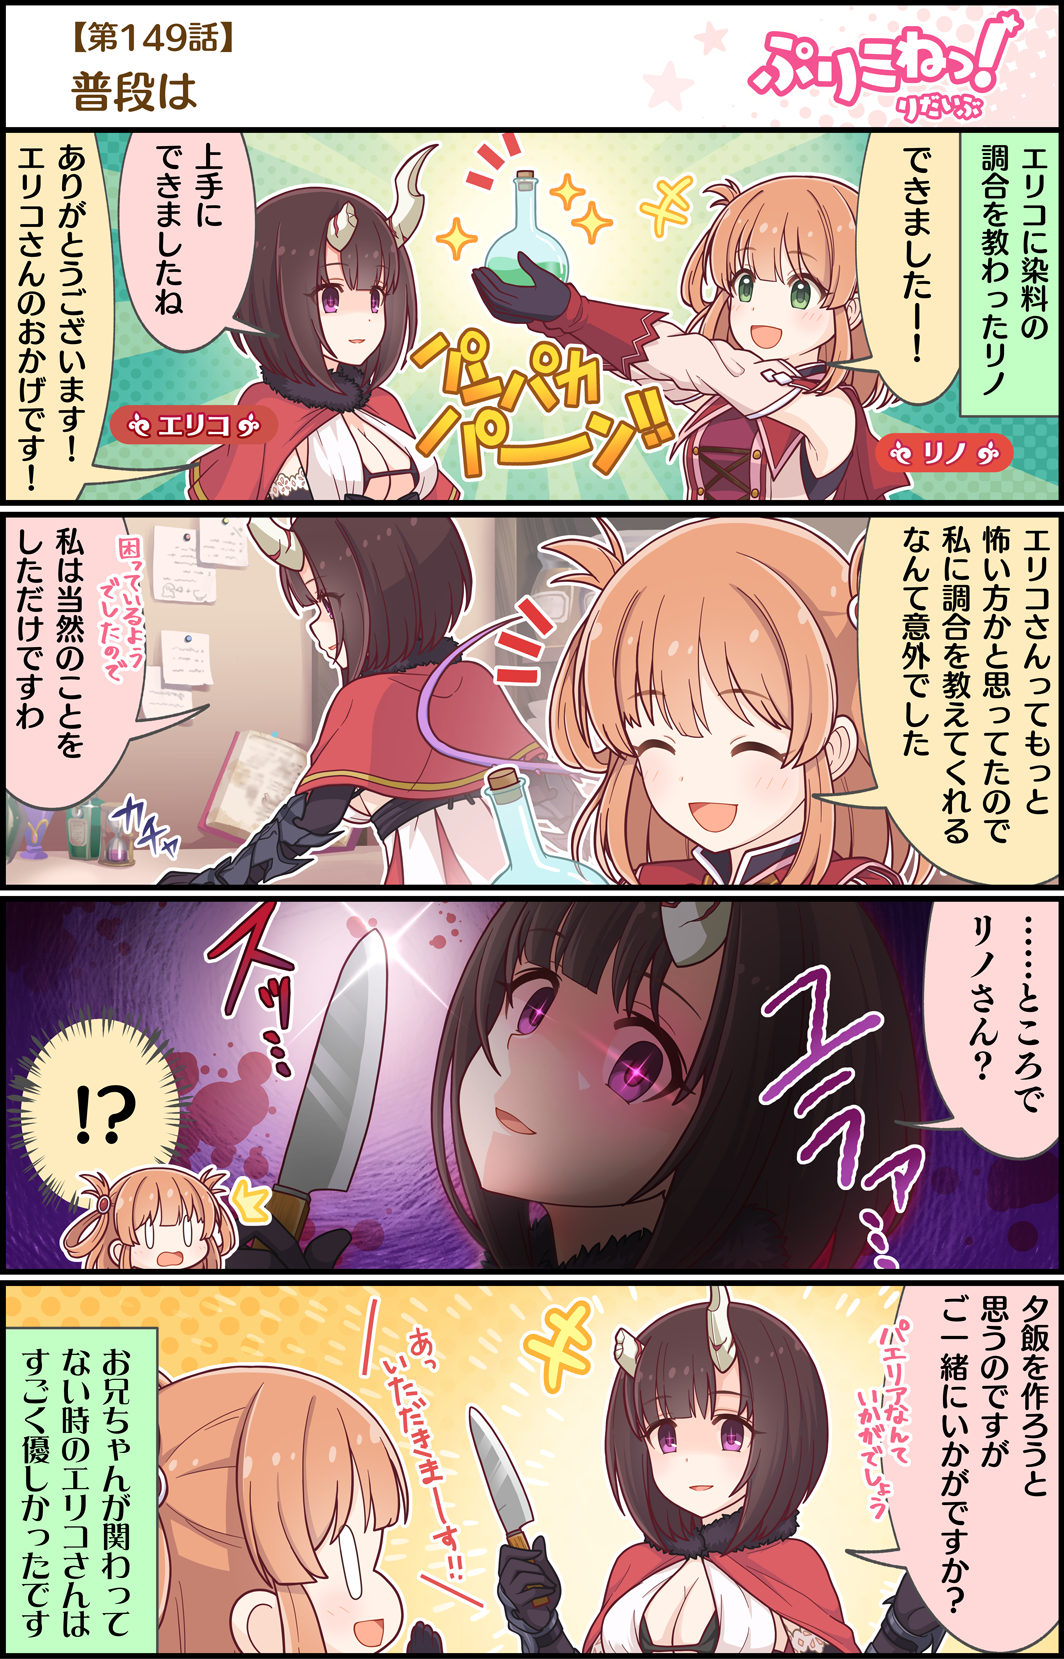 【第149話】
普段は
ぷりこねっ!
りだいぶ
エリコに染料の
調合を教わったリノ
できましたー!
上手に
できましたね
ありがとうございます!
エリコさんのおかげです!
パンパカ
パーン!!
エリコ
リノ
エリコさんってもっと
怖い方かと思ってたので
私に調合を教えてくれる
なんて意外でした
困っているよう
でしたので
私は当然のことを
しただけですわ
カチャ
……ところで
リノさん?
ユラァ…
スッ…
!?
夕飯を作ろうと
思うのですが
ご一緒にいかがですか?
パエリアなんて
いかがでしょう
あっ
いただきまーす!!
お兄ちゃんが関わって
ない時のエリコさんは
すごく優しかったです